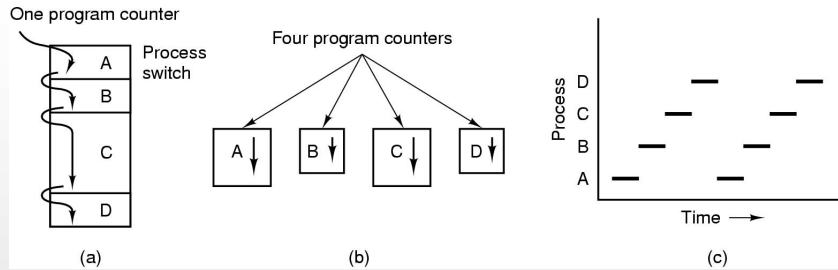 One program counter
Process
switch
A
B
C
D
(a)
Four program counters
A
B
C
D
(b)
Process
D
C
B
A
Time
(c)